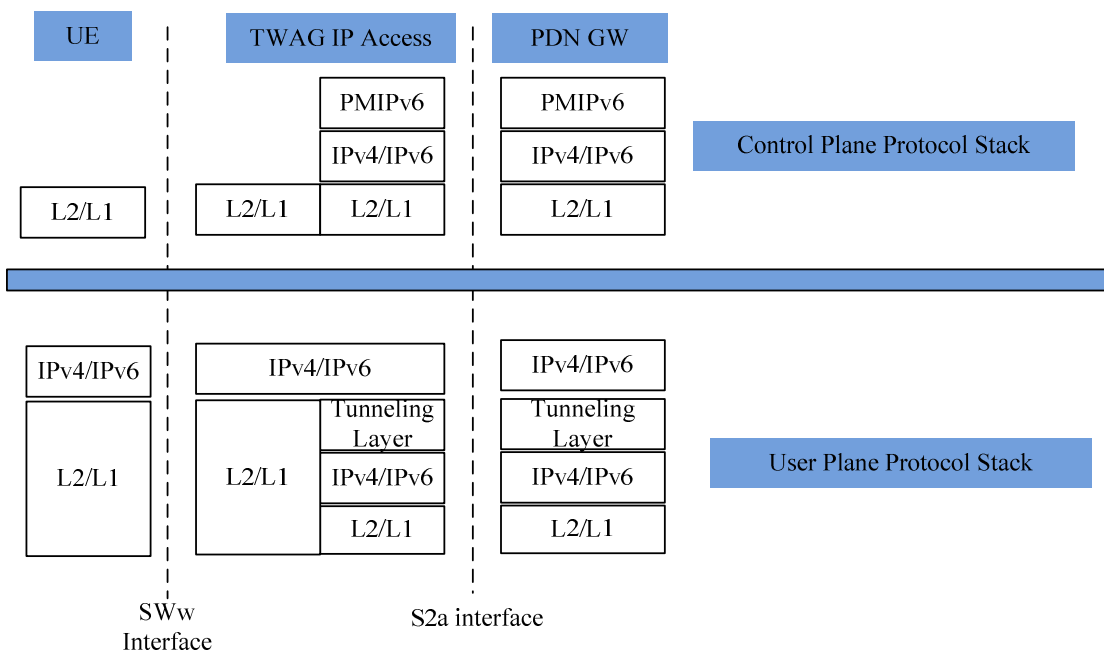 UE
TWAG IP Access
PDN GW
PMIPv6
PMIPv6
IPv4/IPv6
IPv4/IPv6
Control Plane Protocol Stack
L2/L1
L2/L1
L2/L1
L2/L1
IPv4/IPv6
IPv4/IPv6
IPv4/IPv6
Tunneling
Layer
Tunneling
Layer
L2/L1
L2/L1
IPv4/IPv6
IPv4/IPv6
User Plane Protocol Stack
L2/L1
L2/L1
SWw
Interface
S2a interface